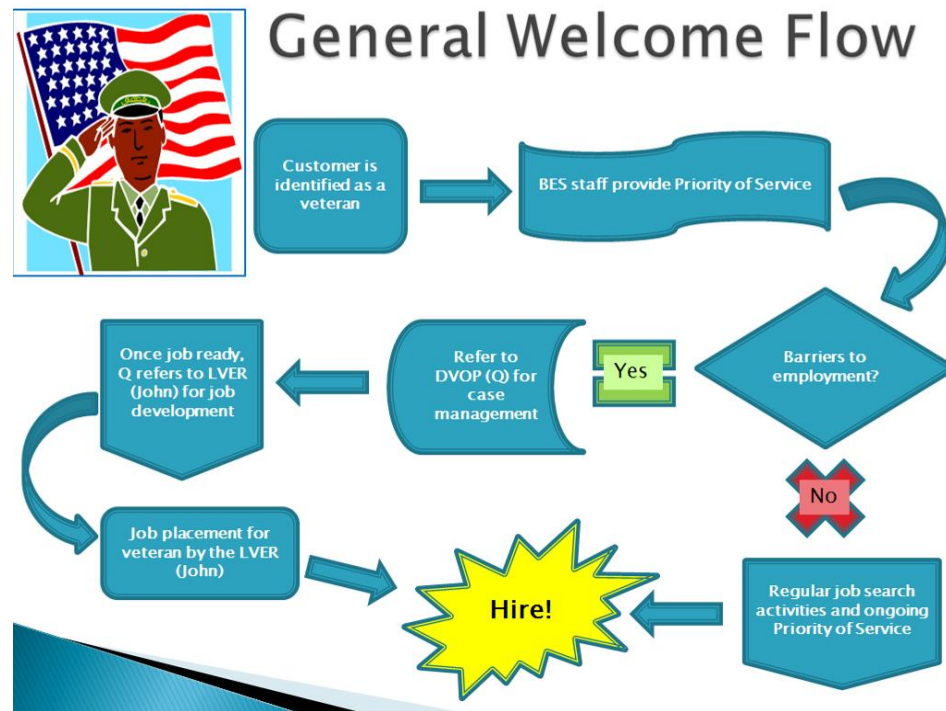 General Welcome Flow
Customer is
identified as a
veteran
BES staff provide Priority of Service
Barriers to
employment?
Yes
Refer to
DVOP (Q) for
case
management
Once job ready,
Q refers to LVER
(John) for job
development
Job placement for
veteran by the LVER
(John)
No
Regular job search
activities and ongoing
Priority of Service
Hire!